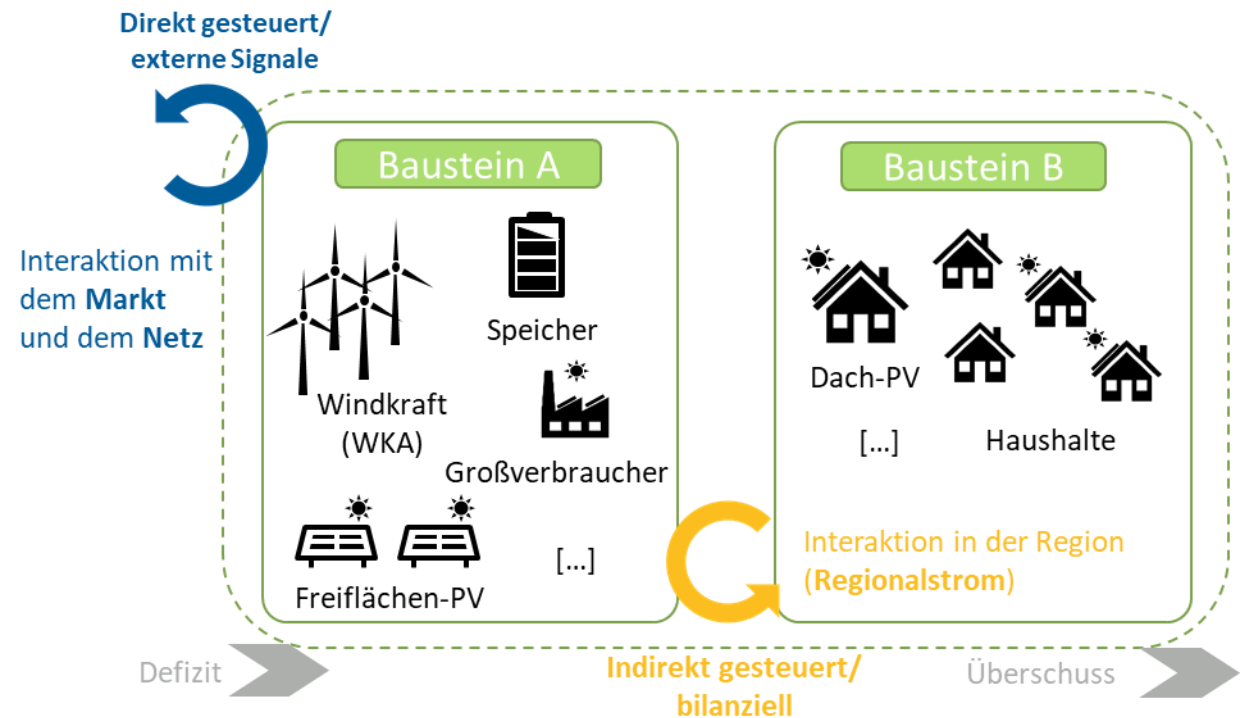 Direkt gesteuert/
externe Signale
Interaktion mit
dem Markt
und dem Netz
Baustein A
Speicher
Windkraft
(WKA)
Großverbraucher
Freiflächen-PV
[...]
Baustein B
Dach-PV
[...]
Haushalte
Interaktion in der Region
(Regionalstrom)
Defizit
Indirekt gesteuert/
bilanziell
Überschuss